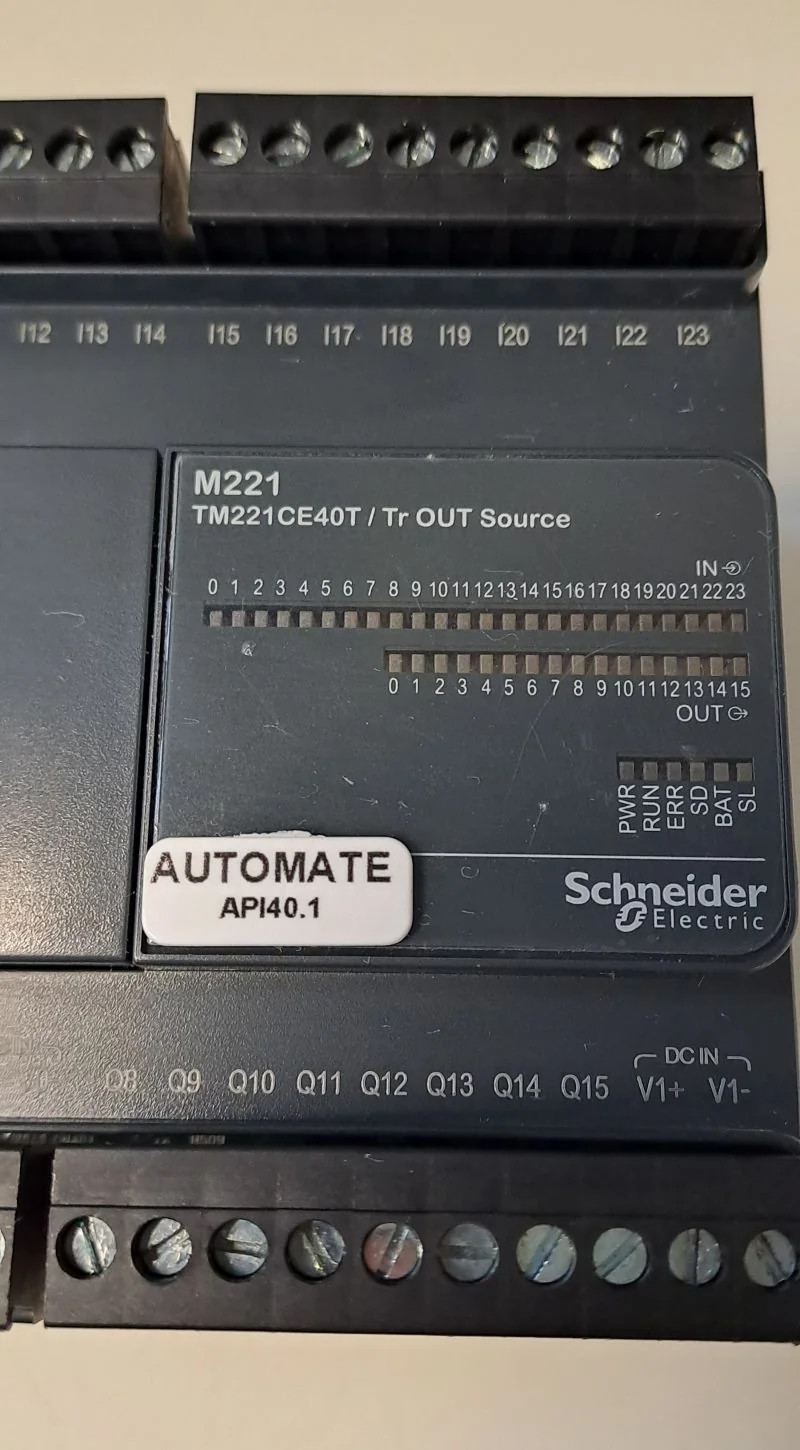 I12 I13 I14 I15 I16 I17 I18 I19 I20 I21 I22 I23
M221
TM221CE40T / Tr OUT Source
IN
0 1 2 3 4 5 6 7 8 9 10 11 12 13 14 15 16 17 18 19 20 21 22 23
0 1 2 3 4 5 6 7 8 9 10 11 12 13 14 15
OUT
PWR RUN ERR SD BAT SL
AUTOMATE
API40.1
Schneider
Electric
DC IN
Q8 Q9 Q10 Q11 Q12 Q13 Q14 Q15 V1+ V1-